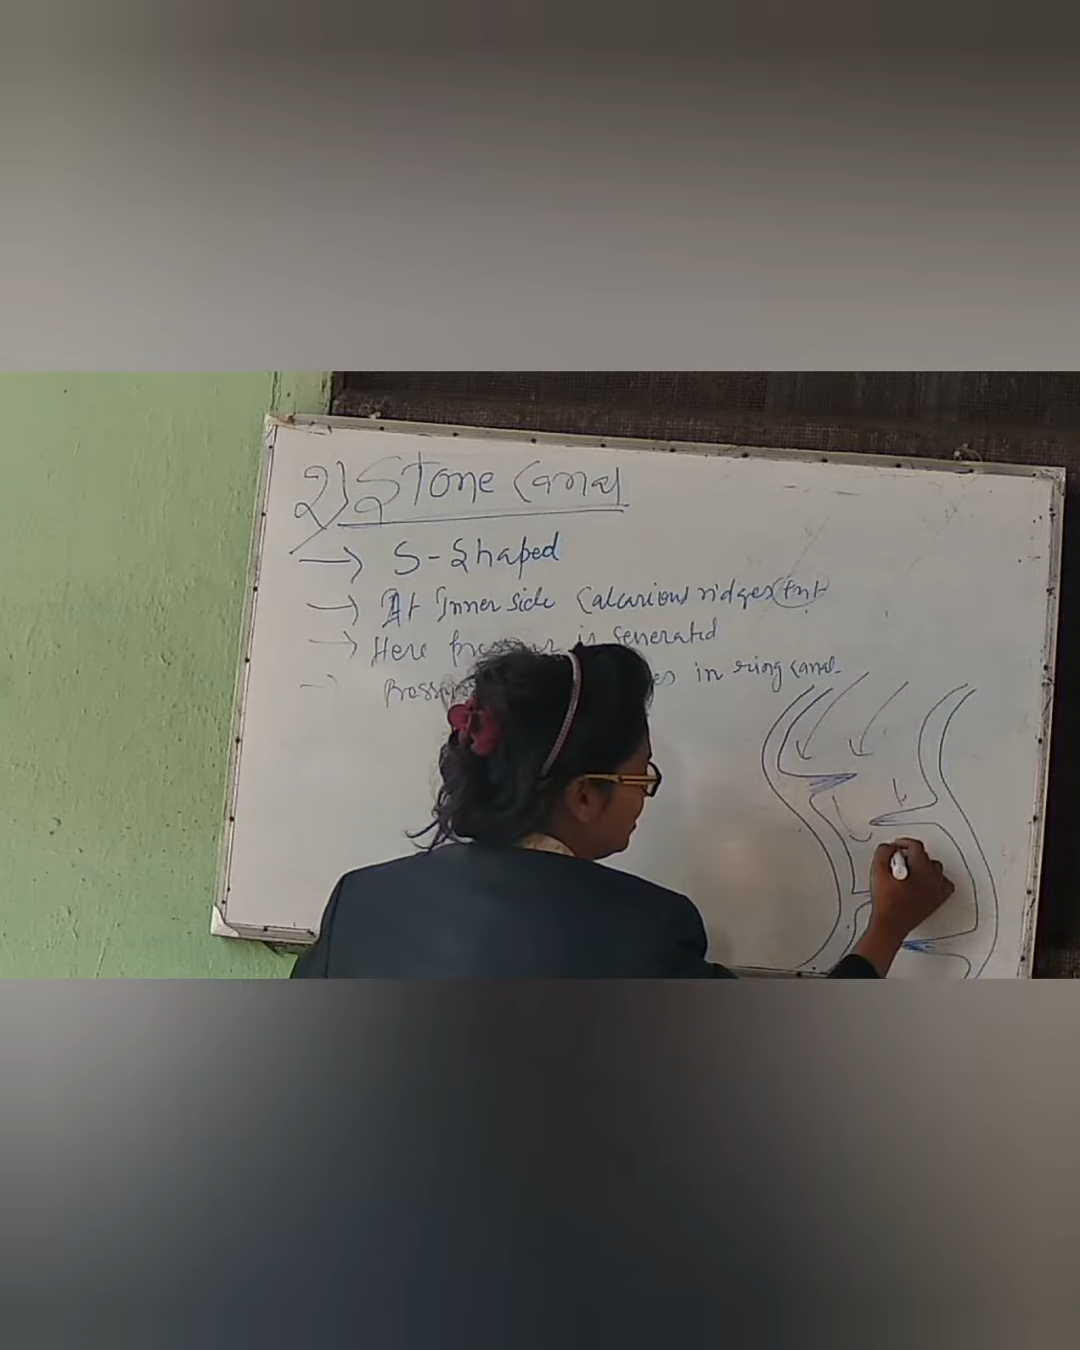 2) Stone Canal
→ S-Shaped
→ At Inner side Calcarious ridges
→ Here is Generated
→ in ring canal.